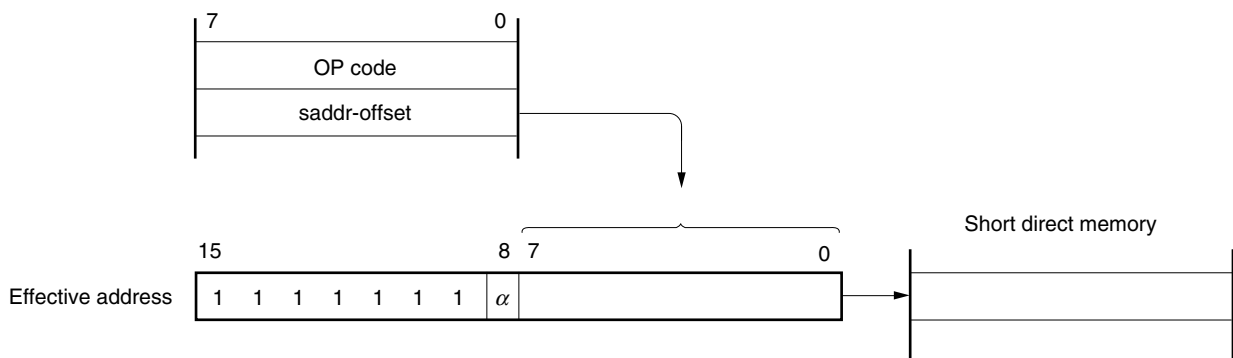 7 0
OP code
saddr-offset
Short direct memory
15 8 7 0
Effective address 1 1 1 1 1 1 1 α